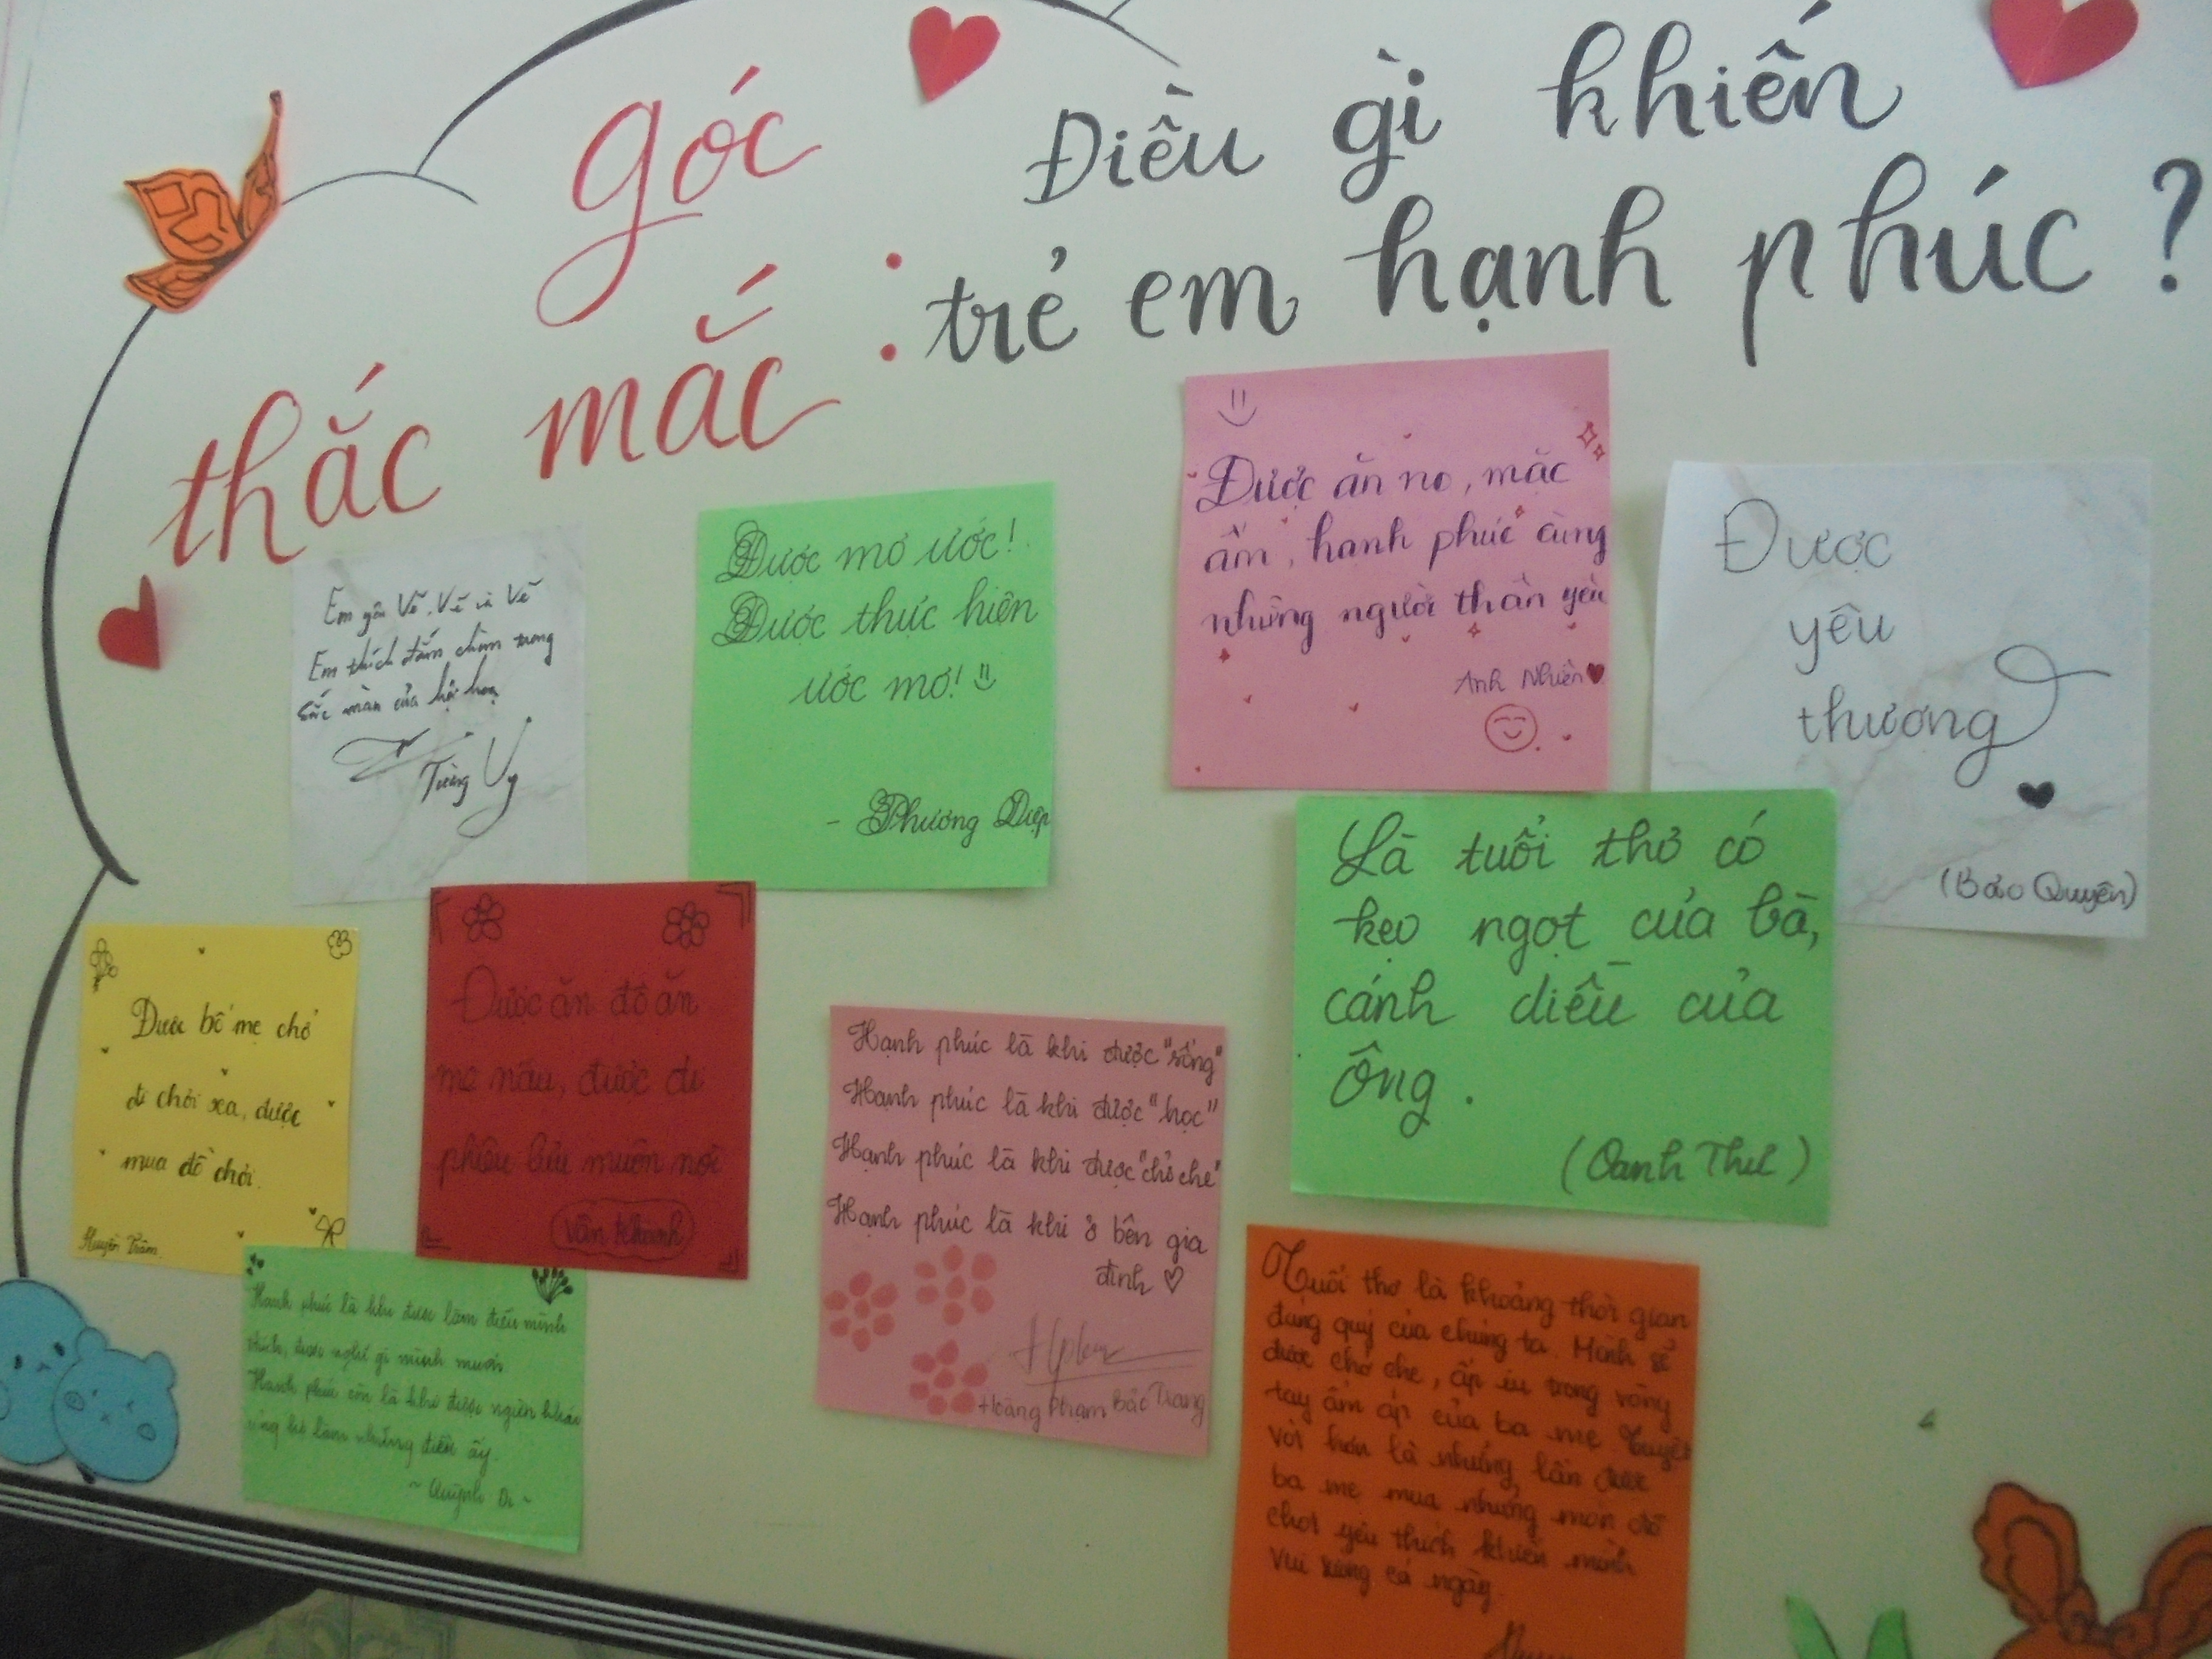 góc
thắc mắc :
Điều gì khiến
trẻ em hạnh phúc ?
Em yêu Vẽ, Vẽ và Vẽ
Em thích đắm chìm trong
sắc màu của hội họa
Tường Vy
Được mơ ước!
Được thực hiện
ước mơ!
- Phương Diệp
Được ăn no, mặc
ấm, hạnh phúc cùng
những người thân yêu
Anh Nhiên
Được
yêu
thương
(Bảo Quyên)
Là tuổi thơ có
kẹo ngọt của bà,
cánh diều của
ông.
(Oanh Thư)
Được bố mẹ chở
đi chơi xa, được
mua đồ chơi.
Huyền Trâm
Được ăn đồ ăn
mẹ nấu, được đi
phiêu lưu muôn nơi
Vân Khanh
Hạnh phúc là khi được "sống"
Hạnh phúc là khi được "học"
Hạnh phúc là khi được "chở che"
Hạnh phúc là khi ở bên gia
đình
Hoàng Phạm Bảo Trang
Hạnh phúc là khi được làm điều mình
thích, được nghĩ gì mình muốn
Hạnh phúc còn là khi được người khác
ủng hộ làm những điều ấy.
~ Quỳnh Di ~
Tuổi thơ là khoảng thời gian
đáng quý của chúng ta. Mình sẽ
được chở che, ấp iu trong vòng
tay ấm áp của ba mẹ. Tuyệt
vời hơn là những lần được
ba mẹ mua những món đồ
chơi yêu thích khiến mình
vui sướng cả ngày.